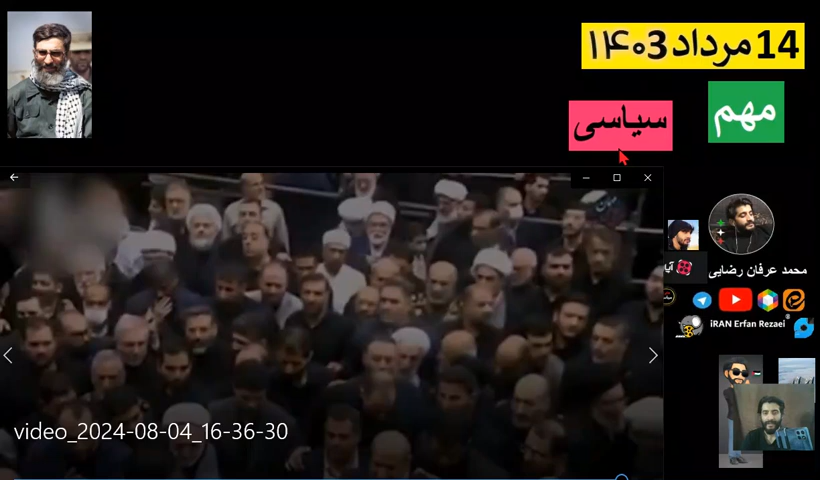 14 مرداد 1403
مهم
سیاسی
محمد عرفان رضایی
iRAN Erfan Rezaei
video_2024-08-04_16-36-30